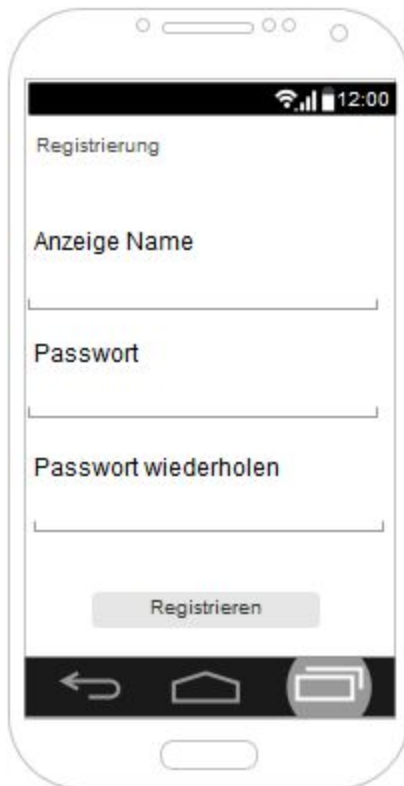 12:00
Registrierung
Anzeige Name
Passwort
Passwort wiederholen
Registrieren